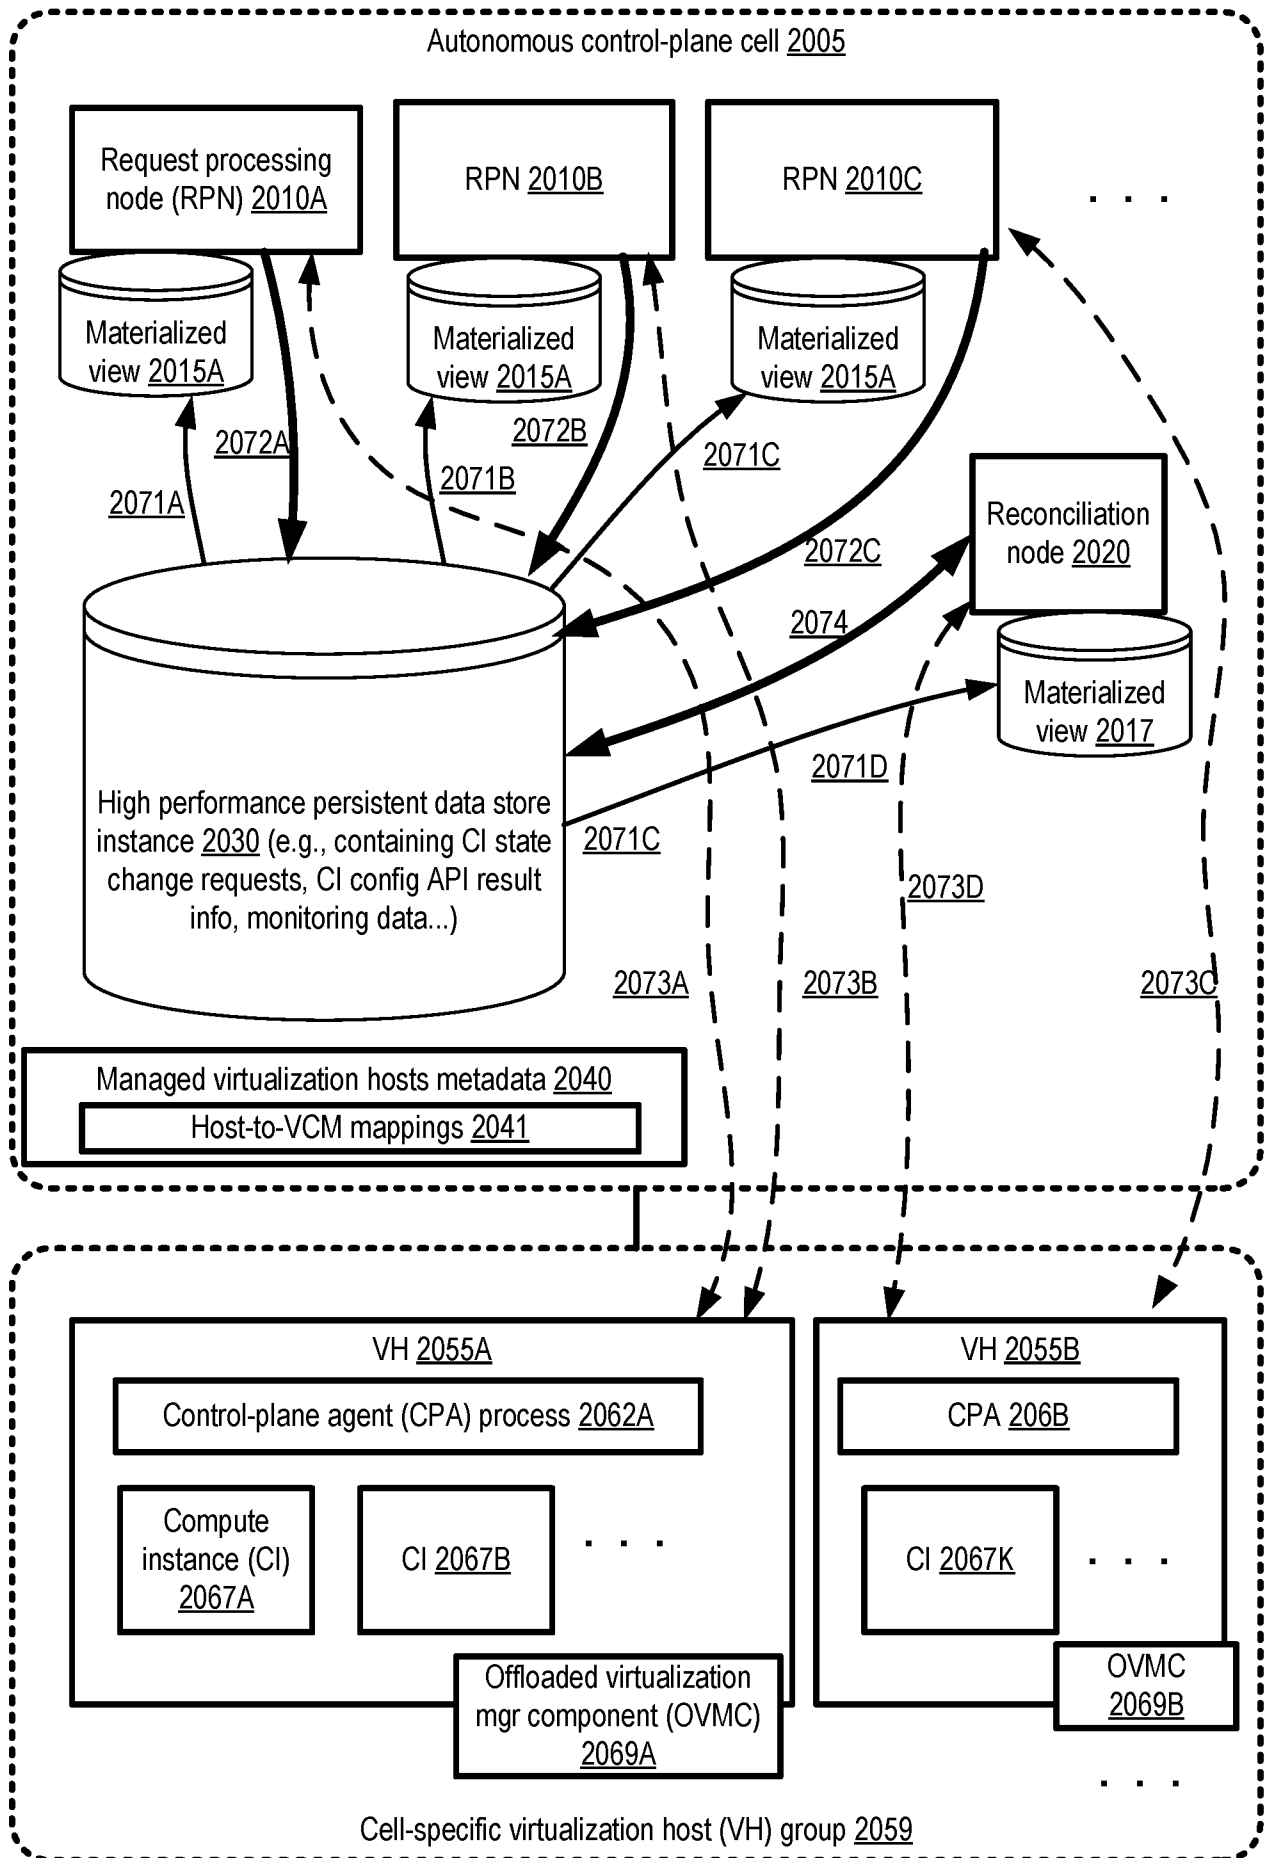 Autonomous control-plane cell 2005
Request processing
node (RPN) 2010A
RPN 2010B
RPN 2010C
. . .
Materialized
view 2015A
Materialized
view 2015A
Materialized
view 2015A
2072A
2072B
2071C
2071B
2071A
2072C
Reconciliation
node 2020
2074
Materialized
view 2017
2071D
High performance persistent data store
instance 2030 (e.g., containing CI state
change requests, CI config API result
info, monitoring data...)
2071C
2073D
2073A
2073B
2073C
Managed virtualization hosts metadata 2040
Host-to-VCM mappings 2041
VH 2055A
Control-plane agent (CPA) process 2062A
Compute
instance (CI)
2067A
CI 2067B
. . .
Offloaded virtualization
mgr component (OVMC)
2069A
VH 2055B
CPA 206B
CI 2067K
. . .
OVMC
2069B
. . .
Cell-specific virtualization host (VH) group 2059